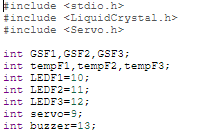 #include <stdio.h>
#include <LiquidCrystal.h>
#include <Servo.h>
int GSF1,GSF2,GSF3;
int tempF1,tempF2,tempF3;
int LEDF1=10;
int LEDF2=11;
int LEDF3=12;
int servo=9;
int buzzer=13;